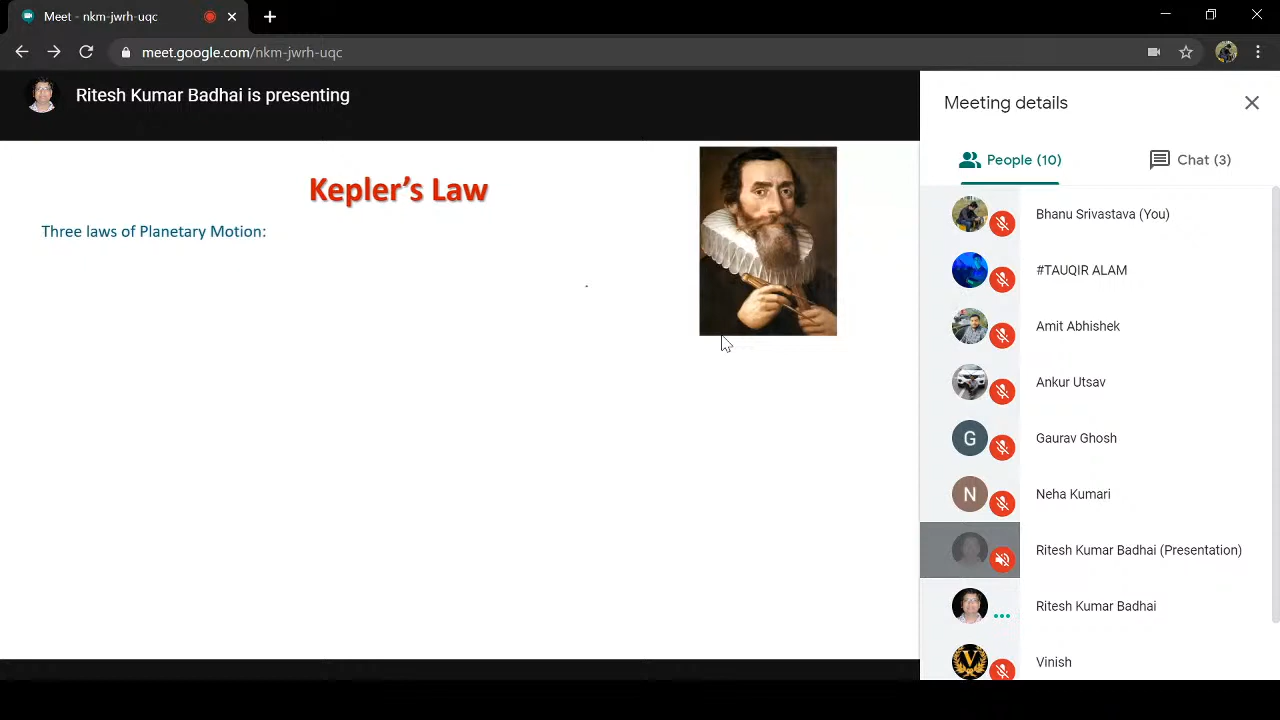 Meet - nkm-jwrh-uqc
meet.google.com/nkm-jwrh-uqc
Ritesh Kumar Badhai is presenting
Kepler's Law
Three laws of Planetary Motion:
Meeting details
People (10)
Chat (3)
Bhanu Srivastava (You)
#TAUQIR ALAM
Amit Abhishek
Ankur Utsav
G
Gaurav Ghosh
N
Neha Kumari
Ritesh Kumar Badhai (Presentation)
Ritesh Kumar Badhai
V
Vinish